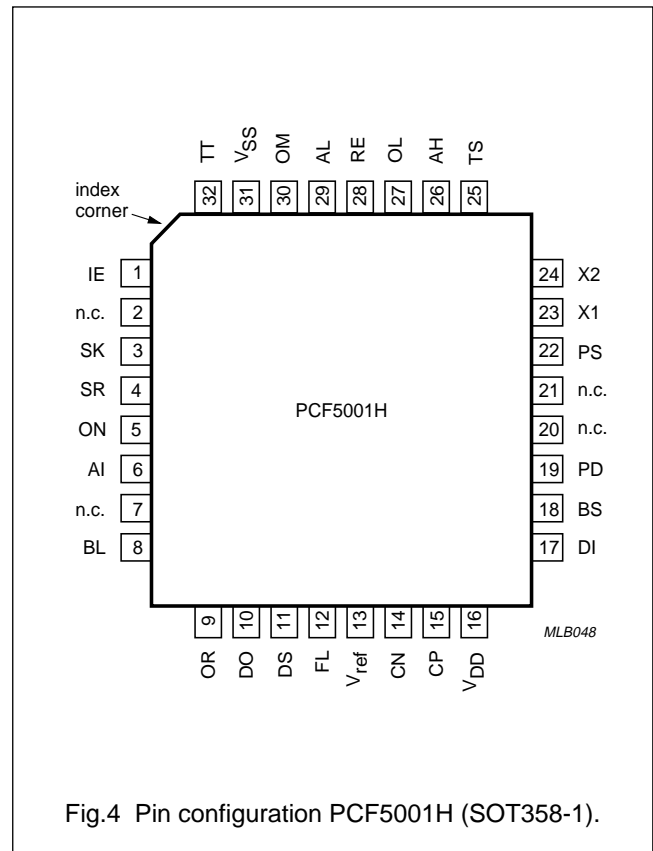 TT VSS OM AL RE OL AH TS
32 31 30 29 28 27 26 25
index
corner
IE 1 24 X2
n.c. 2 23 X1
SK 3 22 PS
SR 4 21 n.c.
PCF5001H
ON 5 20 n.c.
AI 6 19 PD
n.c. 7 18 BS
BL 8 17 DI
9 10 11 12 13 14 15 16
MLB048
OR DO DS FL Vref CN CP VDD
Fig.4 Pin configuration PCF5001H (SOT358-1).